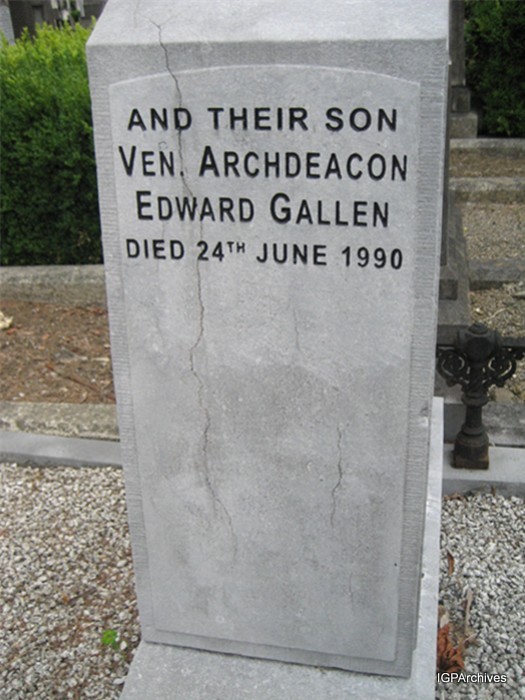 AND THEIR SON
VEN. ARCHDEACON
EDWARD GALLEN
DIED 24TH JUNE 1990
IGPArchives